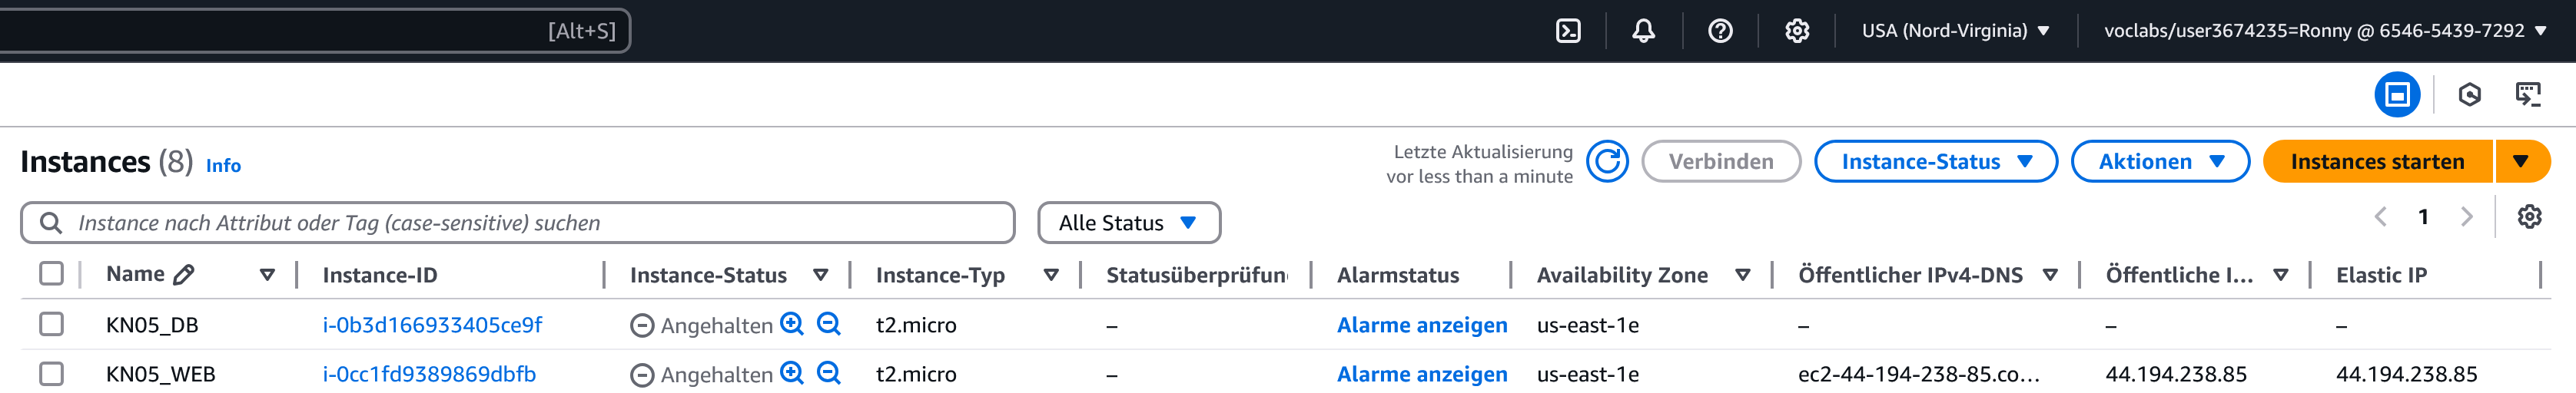 [Alt+S]
USA (Nord-Virginia)
voclabs/user3674235=Ronny @ 6546-5439-7292
Instances (8) Info
Letzte Aktualisierung
vor less than a minute
Verbinden
Instance-Status
Aktionen
Instances starten
Instance nach Attribut oder Tag (case-sensitive) suchen
Alle Status
1
Name Instance-ID Instance-Status Instance-Typ Statusüberprüfun Alarmstatus Availability Zone Öffentlicher IPv4-DNS Öffentliche I... Elastic IP
KN05_DB i-0b3d166933405ce9f Angehalten t2.micro – Alarme anzeigen us-east-1e – – –
KN05_WEB i-0cc1fd9389869dbfb Angehalten t2.micro – Alarme anzeigen us-east-1e ec2-44-194-238-85.co... 44.194.238.85 44.194.238.85